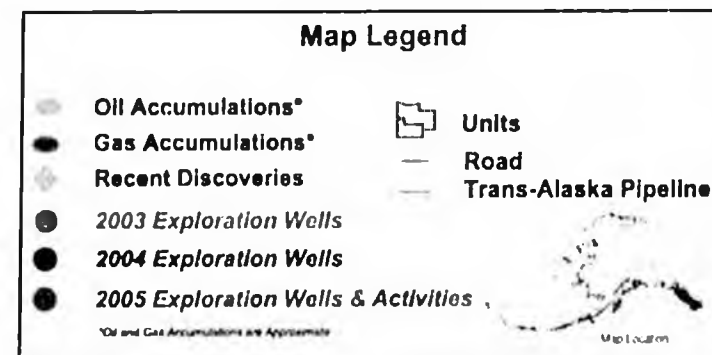 Map Legend
Oil Accumulations*
Gas Accumulations*
Recent Discoveries
2003 Exploration Wells
2004 Exploration Wells
2005 Exploration Wells & Activities
*Oil and Gas Accumulations are Approximate
Units
Road
Trans-Alaska Pipeline
Map Location